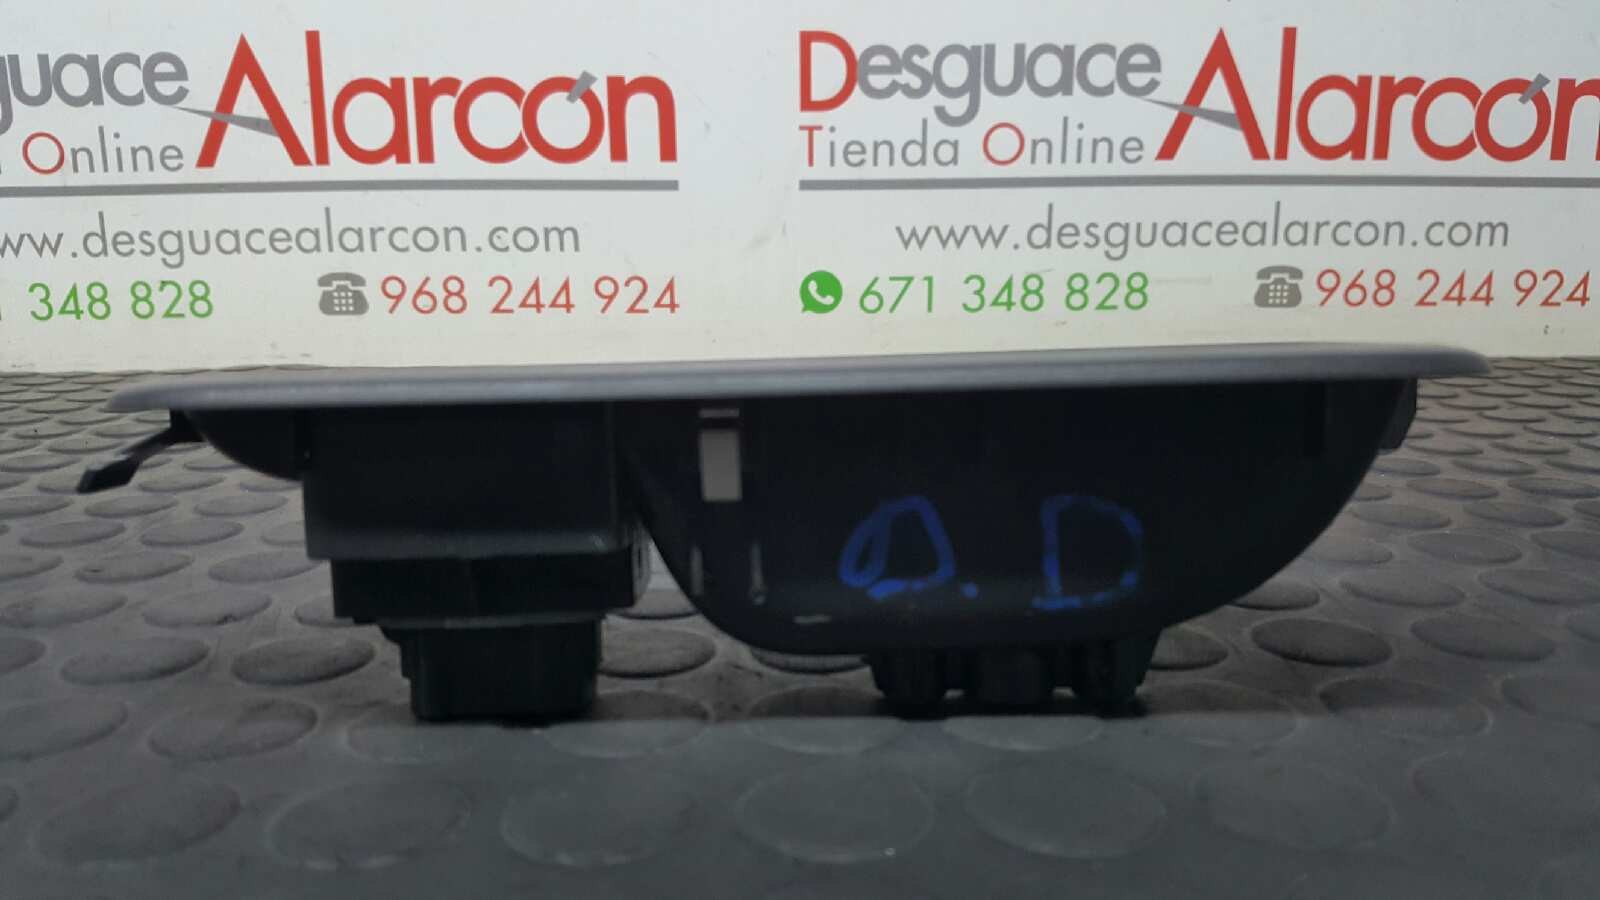 guace Alarcón
Online
ww.desguacealarcon.com
348 828 968 244 924
Desguace Alarcón
Tienda Online
www.desguacealarcon.com
671 348 828 968 244 924
D. D